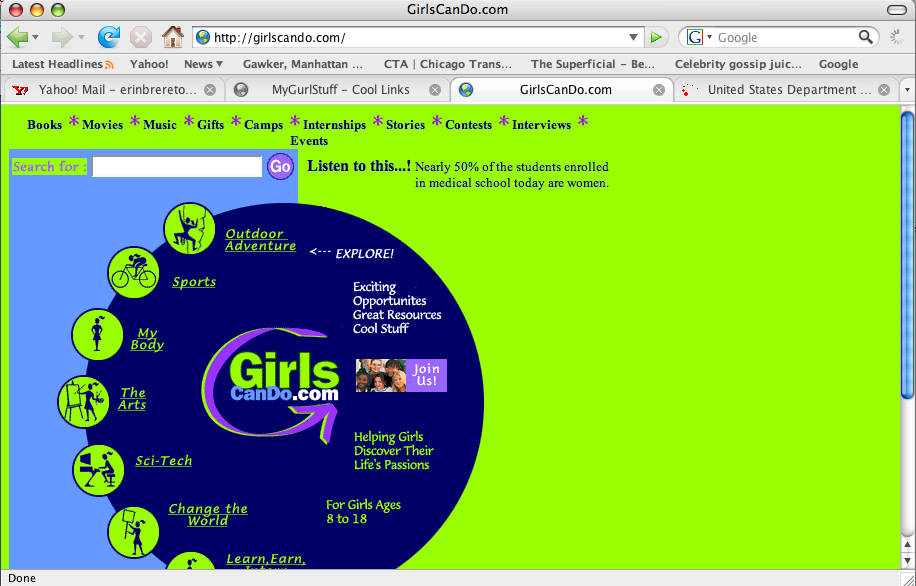 GirlsCanDo.com
http://girlscando.com/
G Google
Latest Headlines Yahoo! News Gawker, Manhattan ... CTA | Chicago Trans... The Superficial – Be... Celebrity gossip juic... Google
Yahoo! Mail – erinbrereto... MyGurlStuff – Cool Links GirlsCanDo.com United States Department ...
Books * Movies * Music * Gifts * Camps * Internships * Stories * Contests * Interviews *
Events
Search for : Go
Listen to this...! Nearly 50% of the students enrolled
in medical school today are women.
Outdoor
Adventure
<--- EXPLORE!
Sports
Exciting
Opportunites
Great Resources
Cool Stuff
My
Body
Girls
CanDo.com
Join
Us!
The
Arts
Helping Girls
Discover Their
Life's Passions
Sci-Tech
For Girls Ages
8 to 18
Change the
World
Learn,Earn,
Intern
Done